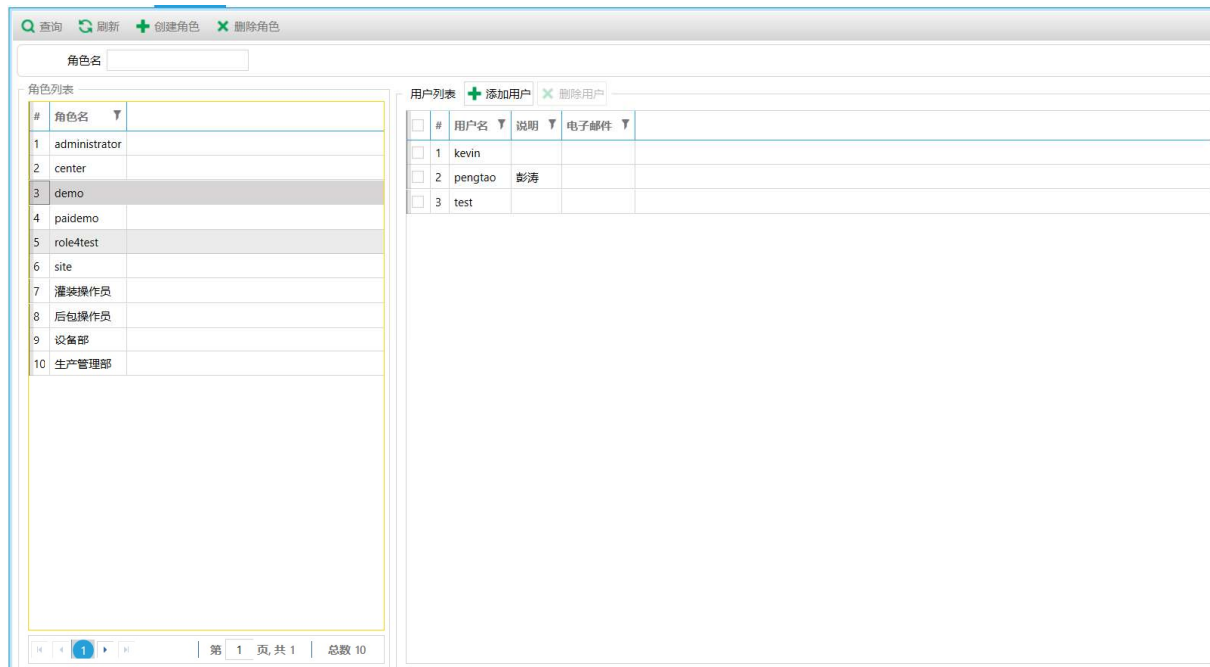 查询 刷新 创建角色 删除角色
角色名
角色列表
# 角色名
1 administrator
2 center
3 demo
4 paidemo
5 role4test
6 site
7 灌装操作员
8 后包操作员
9 设备部
10 生产管理部
1 第 1 页,共 1 总数 10
用户列表 添加用户 删除用户
# 用户名 说明 电子邮件
1 kevin
2 pengtao 彭涛
3 test